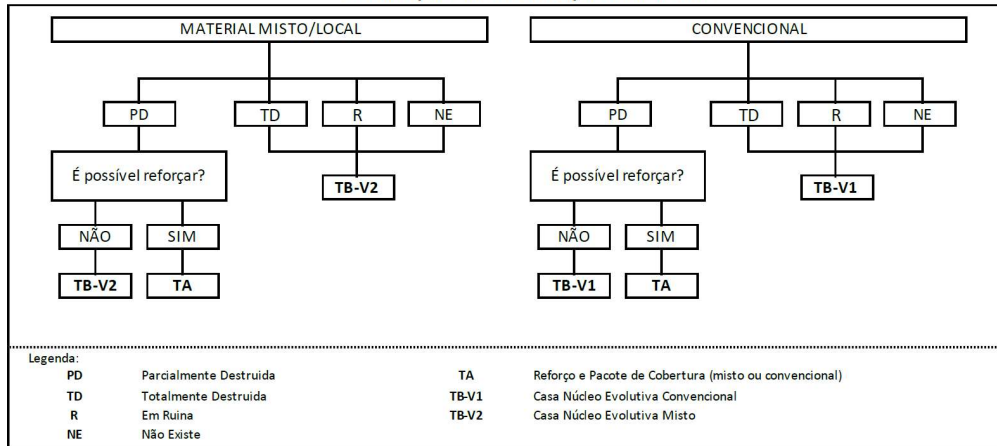 MATERIAL MISTO/LOCAL
CONVENCIONAL
PD
TD
R
NE
PD
TD
R
NE
É possível reforçar?
TB-V2
É possível reforçar?
TB-V1
NÃO
SIM
NÃO
SIM
TB-V2
TA
TB-V1
TA
Legenda:
PD Parcialmente Destruida
TD Totalmente Destruida
R Em Ruina
NE Não Existe
TA Reforço e Pacote de Cobertura (misto ou convencional)
TB-V1 Casa Núcleo Evolutiva Convencional
TB-V2 Casa Núcleo Evolutiva Misto